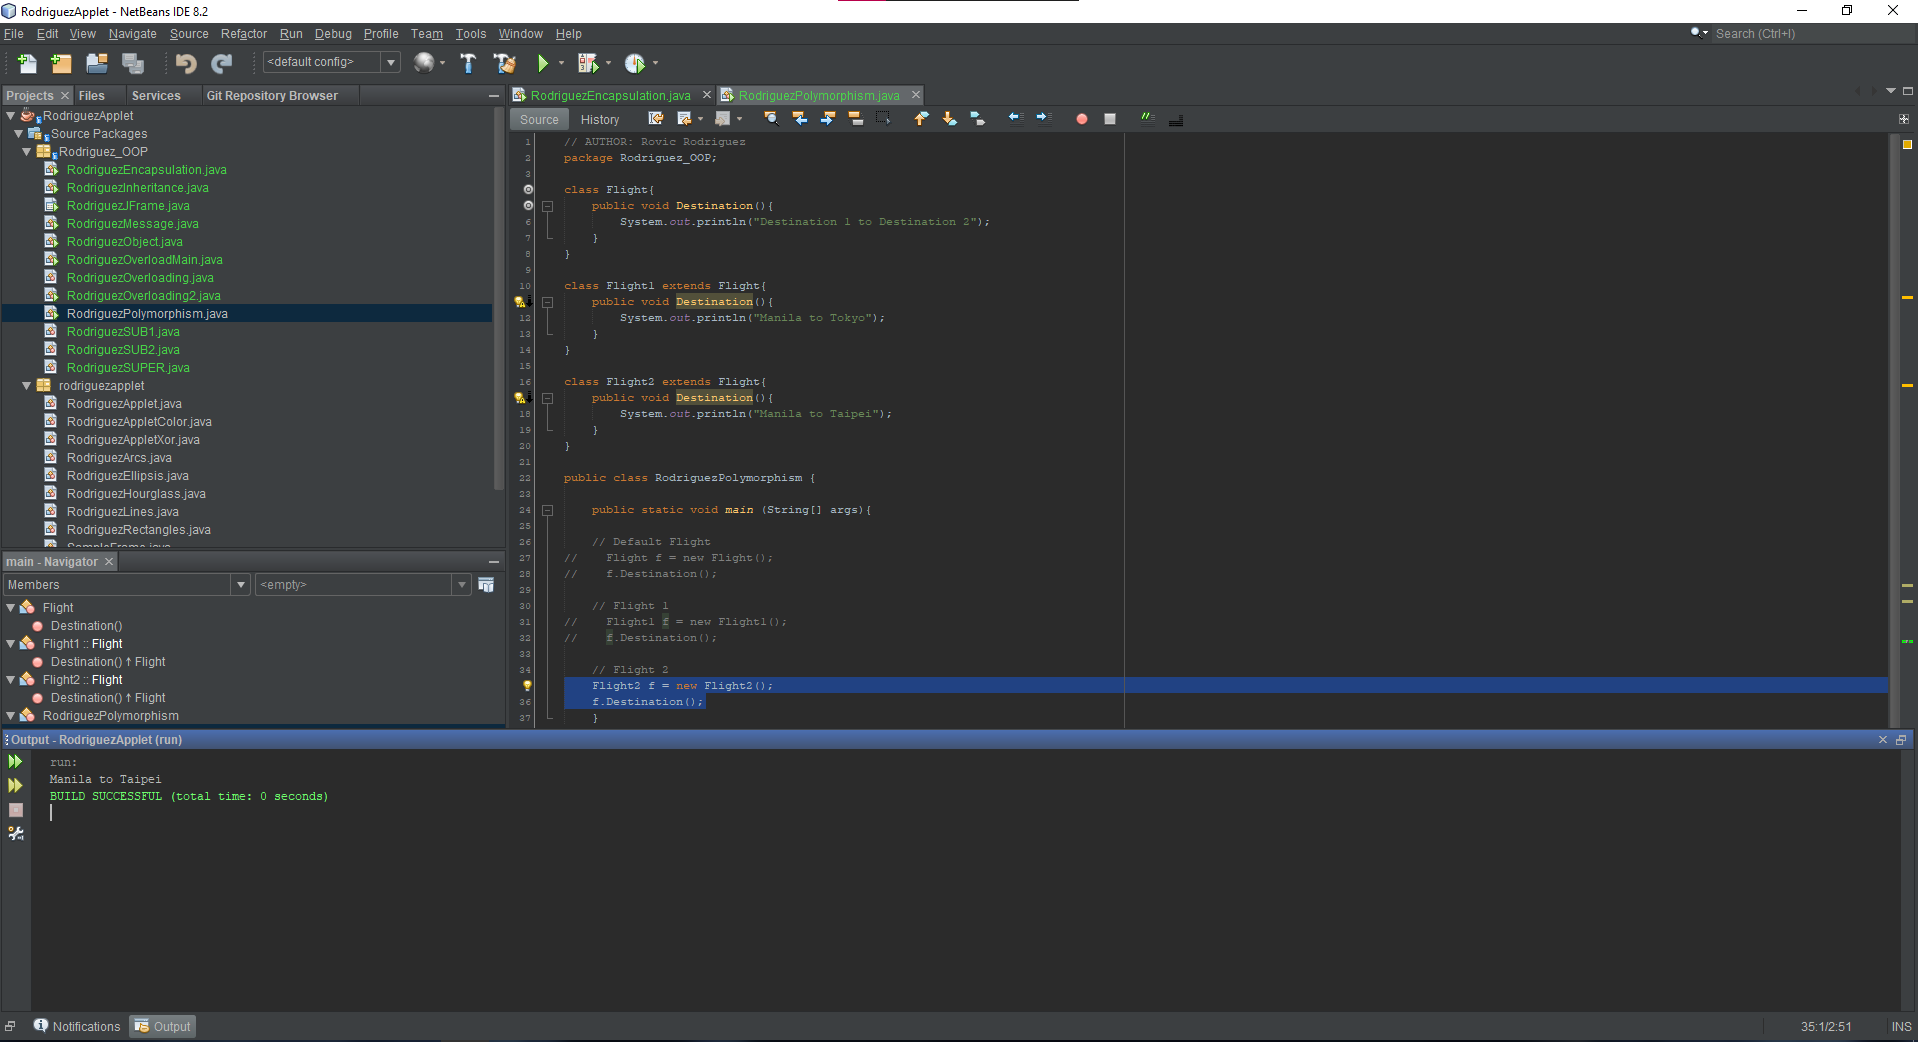 RodriguezApplet - NetBeans IDE 8.2
File Edit View Navigate Source Refactor Run Debug Profile Team Tools Window Help
Search (Ctrl+I)
<default config>
Projects Files Services Git Repository Browser
RodriguezApplet
Source Packages
Rodriguez_OOP
RodriguezEncapsulation.java
RodriguezInheritance.java
RodriguezJFrame.java
RodriguezMessage.java
RodriguezObject.java
RodriguezOverloadMain.java
RodriguezOverloading.java
RodriguezOverloading2.java
RodriguezPolymorphism.java
RodriguezSUB1.java
RodriguezSUB2.java
RodriguezSUPER.java
rodriguezapplet
RodriguezApplet.java
RodriguezAppletColor.java
RodriguezAppletXor.java
RodriguezArcs.java
RodriguezEllipsis.java
RodriguezHourglass.java
RodriguezLines.java
RodriguezRectangles.java
SampleFrame.java
main - Navigator
Members <empty>
Flight
Destination()
Flight1 :: Flight
Destination() ↑ Flight
Flight2 :: Flight
Destination() ↑ Flight
RodriguezPolymorphism
RodriguezEncapsulation.java RodriguezPolymorphism.java
Source History
1 // AUTHOR: Rovic Rodriguez
2 package Rodriguez_OOP;
3
class Flight{
public void Destination(){
6 System.out.println("Destination 1 to Destination 2");
7 }
8 }
9
10 class Flight1 extends Flight{
public void Destination(){
12 System.out.println("Manila to Tokyo");
13 }
14 }
15
16 class Flight2 extends Flight{
public void Destination(){
18 System.out.println("Manila to Taipei");
19 }
20 }
21
22 public class RodriguezPolymorphism {
23
24 public static void main (String[] args){
25
26 // Default Flight
27 // Flight f = new Flight();
28 // f.Destination();
29
30 // Flight 1
31 // Flight1 f = new Flight1();
32 // f.Destination();
33
34 // Flight 2
Flight2 f = new Flight2();
36 f.Destination();
37 }
Output - RodriguezApplet (run)
run:
Manila to Taipei
BUILD SUCCESSFUL (total time: 0 seconds)
Notifications Output
35:1/2:51 INS